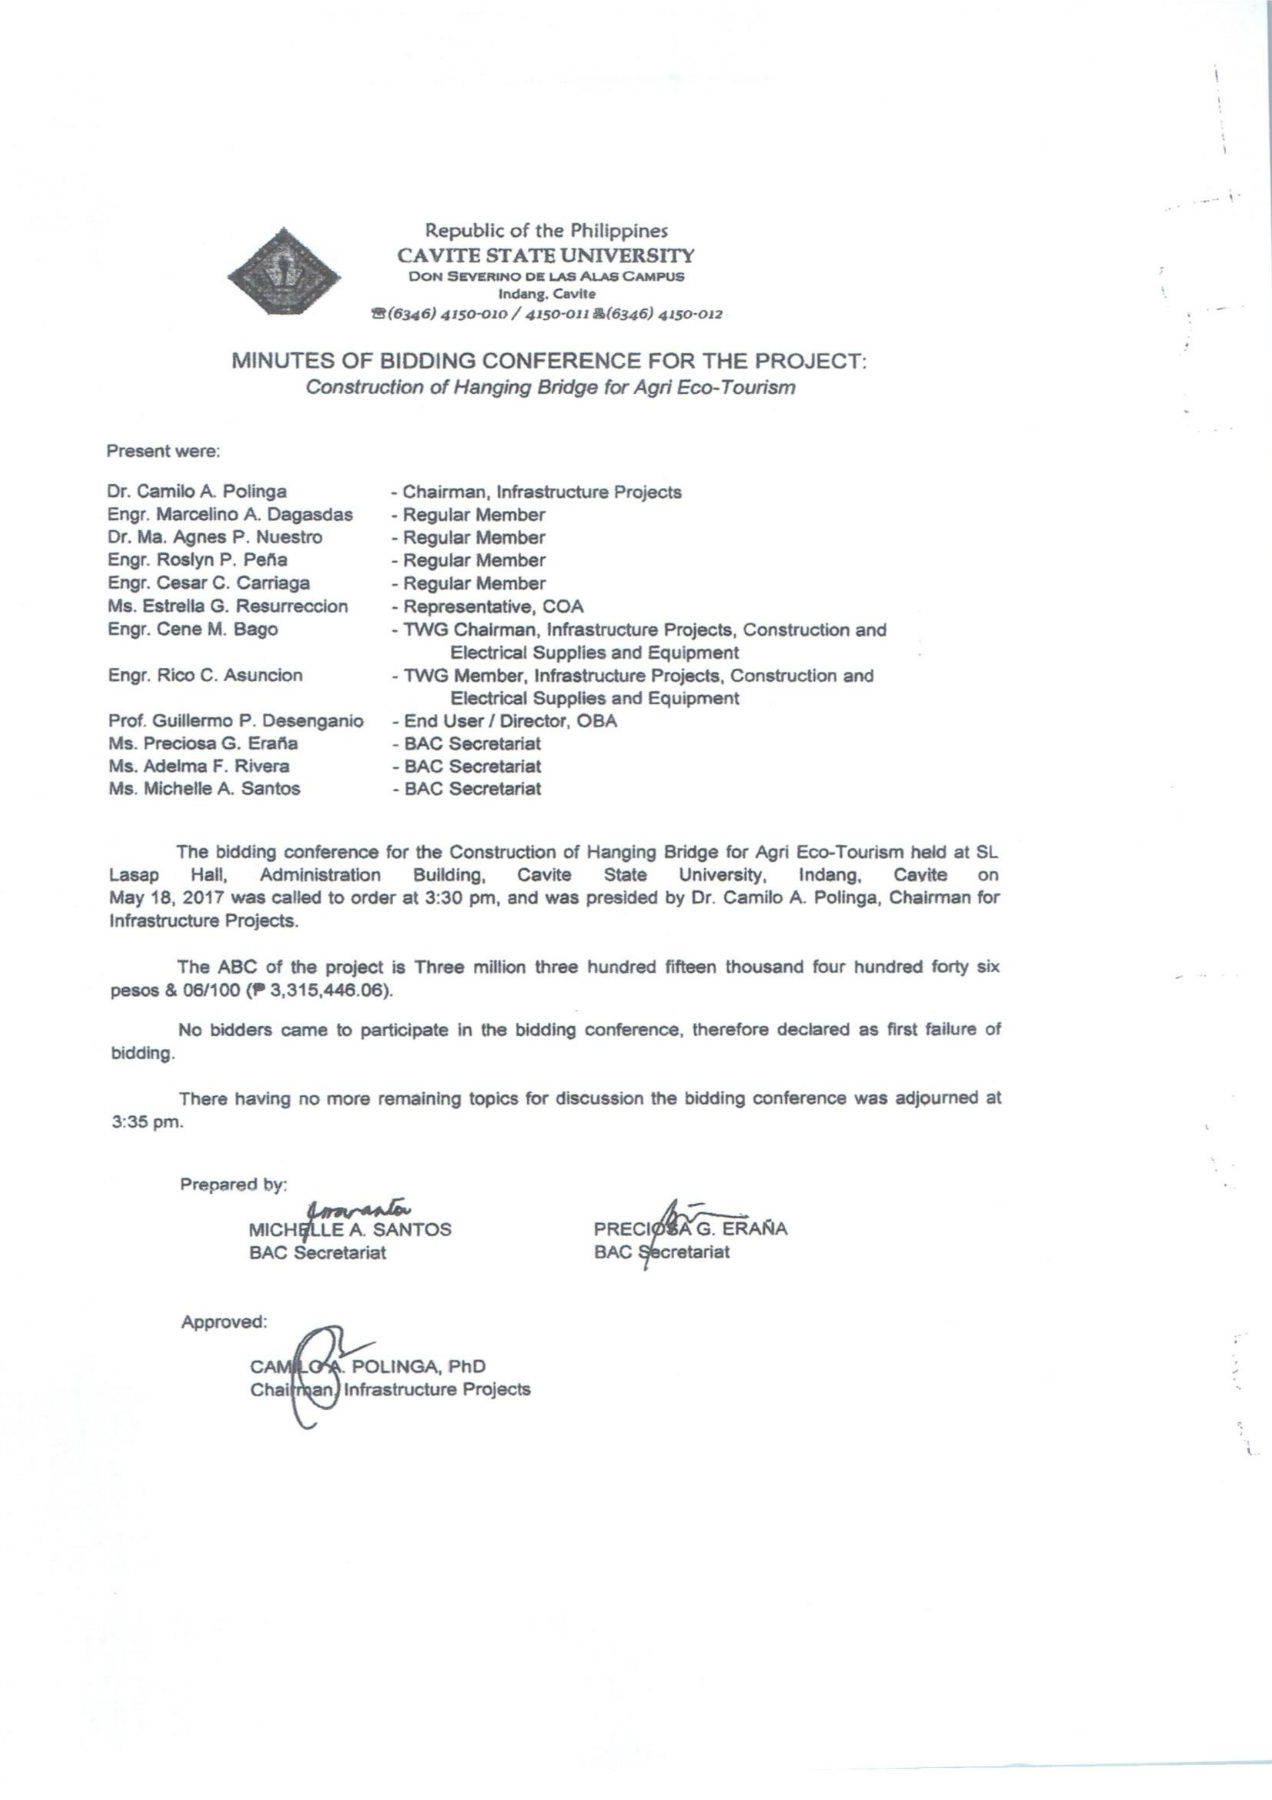 Republic of the Philippines
CAVITE STATE UNIVERSITY
DON SEVERINO DE LAS ALAS CAMPUS
Indang, Cavite
☎(6346) 4150-010 / 4150-011 (6346) 4150-012
MINUTES OF BIDDING CONFERENCE FOR THE PROJECT:
Construction of Hanging Bridge for Agri Eco-Tourism
Present were:
Dr. Camilo A. Polinga - Chairman, Infrastructure Projects
Engr. Marcelino A. Dagasdas - Regular Member
Dr. Ma. Agnes P. Nuestro - Regular Member
Engr. Roslyn P. Peña - Regular Member
Engr. Cesar C. Carriaga - Regular Member
Ms. Estrella G. Resurreccion - Representative, COA
Engr. Cene M. Bago - TWG Chairman, Infrastructure Projects, Construction and
Electrical Supplies and Equipment
Engr. Rico C. Asuncion - TWG Member, Infrastructure Projects, Construction and
Electrical Supplies and Equipment
Prof. Guillermo P. Desenganio - End User / Director, OBA
Ms. Preciosa G. Eraña - BAC Secretariat
Ms. Adelma F. Rivera - BAC Secretariat
Ms. Michelle A. Santos - BAC Secretariat
The bidding conference for the Construction of Hanging Bridge for Agri Eco-Tourism held at SL
Lasap Hall, Administration Building, Cavite State University, Indang, Cavite on
May 18, 2017 was called to order at 3:30 pm, and was presided by Dr. Camilo A. Polinga, Chairman for
Infrastructure Projects.
The ABC of the project is Three million three hundred fifteen thousand four hundred forty six
pesos & 06/100 (₱ 3,315,446.06).
No bidders came to participate in the bidding conference, therefore declared as first failure of
bidding.
There having no more remaining topics for discussion the bidding conference was adjourned at
3:35 pm.
Prepared by:
MICHELLE A. SANTOS PRECIOSA G. ERAÑA
BAC Secretariat BAC Secretariat
Approved:
CAMILO A. POLINGA, PhD
Chairman, Infrastructure Projects